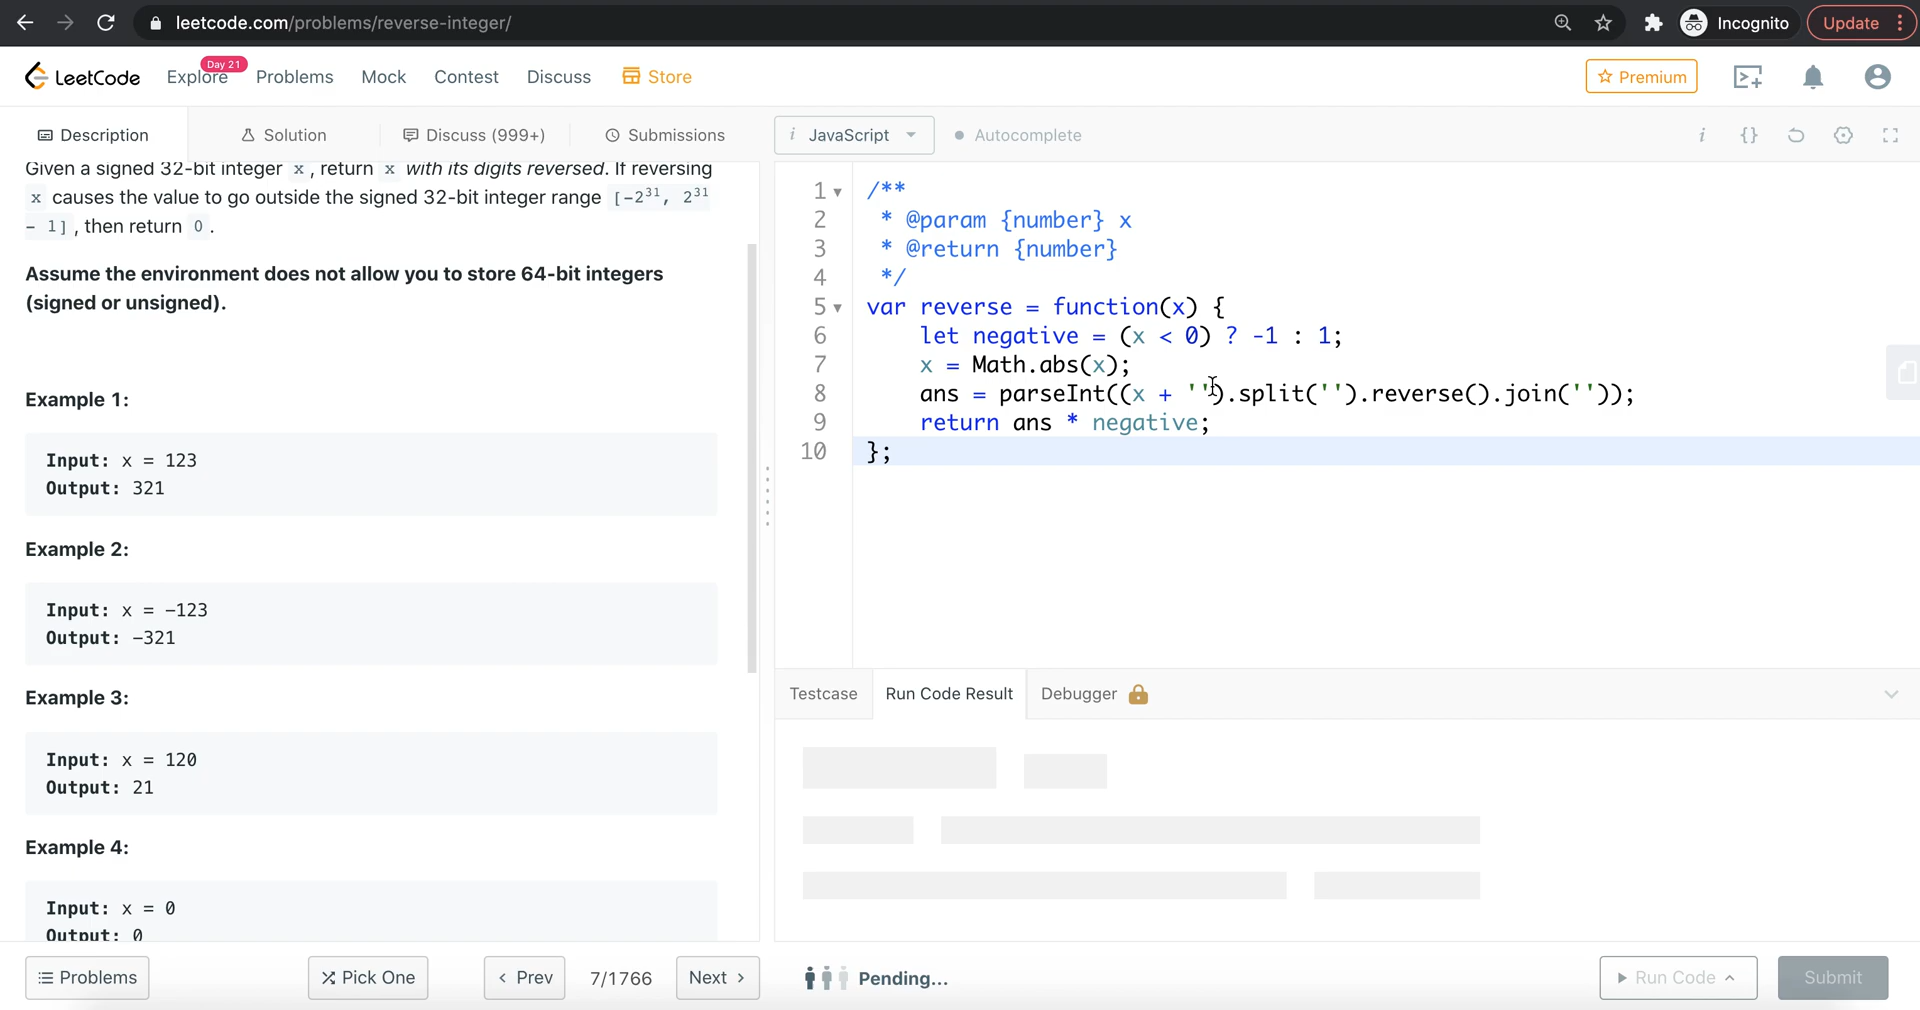 leetcode.com/problems/reverse-integer/
Incognito
Update
LeetCode
Explore
Day 21
Problems
Mock
Contest
Discuss
Store
Premium
Description
Solution
Discuss (999+)
Submissions
i JavaScript
Autocomplete
i
{}
Given a signed 32-bit integer x, return x with its digits reversed. If reversing
x causes the value to go outside the signed 32-bit integer range [-2³¹, 2³¹
- 1], then return 0.
Assume the environment does not allow you to store 64-bit integers
(signed or unsigned).
Example 1:
Input: x = 123
Output: 321
Example 2:
Input: x = -123
Output: -321
Example 3:
Input: x = 120
Output: 21
Example 4:
Input: x = 0
Output: 0
1 /**
2 * @param {number} x
3 * @return {number}
4 */
5 var reverse = function(x) {
6 let negative = (x < 0) ? -1 : 1;
7 x = Math.abs(x);
8 ans = parseInt((x + '').split('').reverse().join(''));
9 return ans * negative;
10 };
Testcase
Run Code Result
Debugger
Problems
Pick One
Prev
7/1766
Next
Pending...
Run Code
Submit